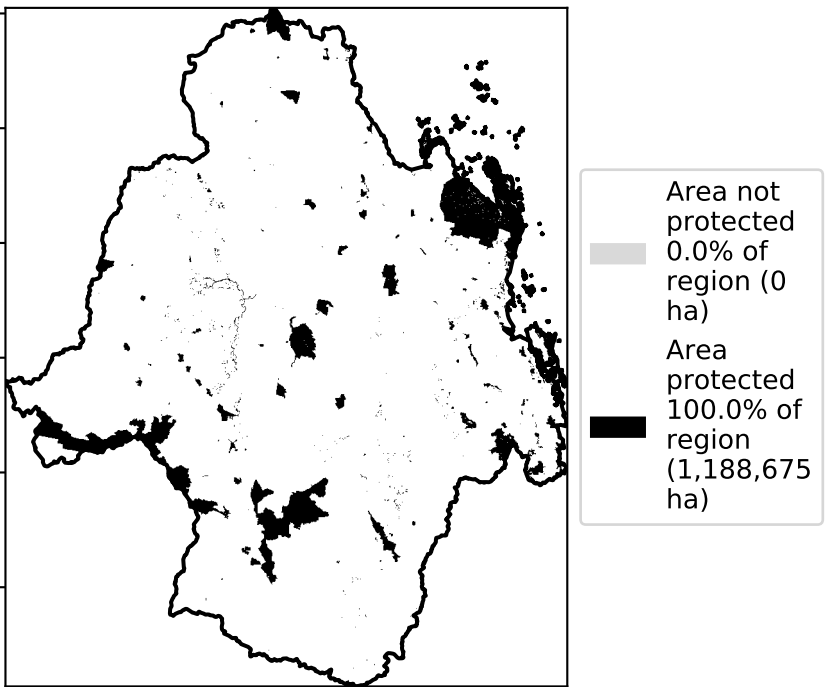 Area not
protected
0.0% of
region (0
ha)
Area
protected
100.0% of
region
(1,188,675
ha)